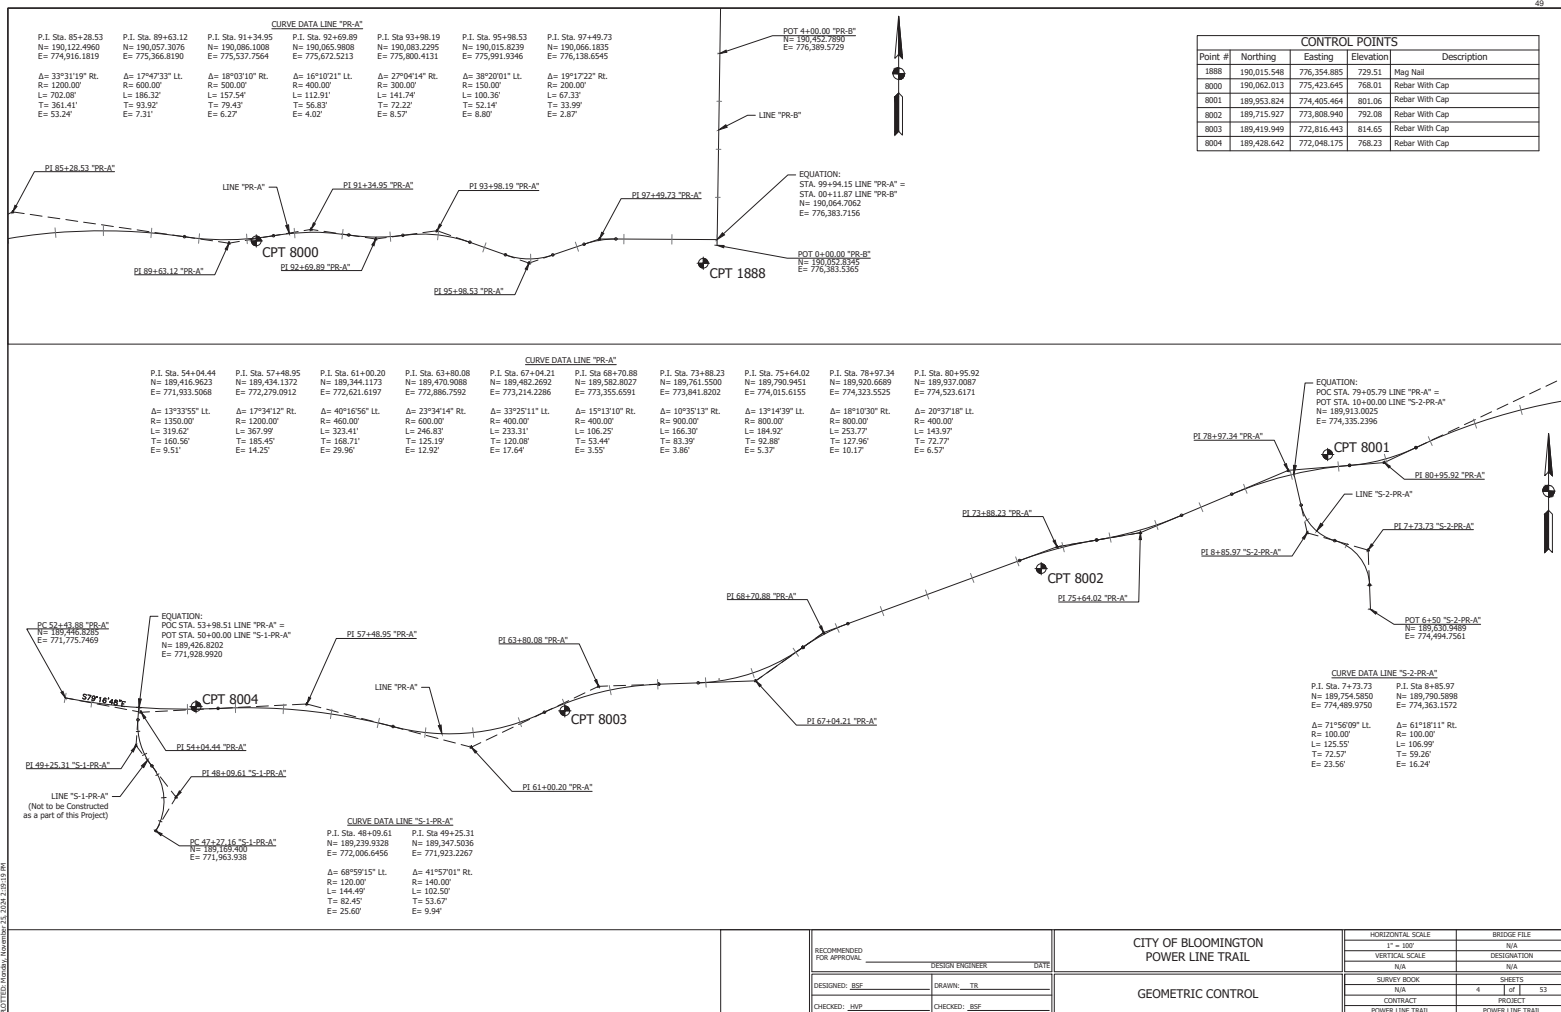 49
CURVE DATA LINE "PR-A"
P.I. Sta. 85+28.53 P.I. Sta. 89+63.12 P.I. Sta. 91+34.95 P.I. Sta. 92+69.89 P.I. Sta 93+98.19 P.I. Sta. 95+98.53 P.I. Sta. 97+49.73
N= 190,122.4960 N= 190,057.3076 N= 190,086.1008 N= 190,065.9808 N= 190,083.2295 N= 190,015.8239 N= 190,066.1835
E= 774,916.1819 E= 775,366.8190 E= 775,537.7564 E= 775,672.5213 E= 775,800.4131 E= 775,991.9346 E= 776,138.6545
Δ= 33°31'19" Rt. Δ= 17°47'33" Lt. Δ= 18°03'10" Rt. Δ= 16°10'21" Lt. Δ= 27°04'14" Rt. Δ= 38°20'01" Lt. Δ= 19°17'22" Rt.
R= 1200.00' R= 600.00' R= 500.00' R= 400.00' R= 300.00' R= 150.00' R= 200.00'
L= 702.08' L= 186.32' L= 157.54' L= 112.91' L= 141.74' L= 100.36' L= 67.33'
T= 361.41' T= 93.92' T= 79.43' T= 56.83' T= 72.22' T= 52.14' T= 33.99'
E= 53.24' E= 7.31' E= 6.27' E= 4.02' E= 8.57' E= 8.80' E= 2.87'
POT 4+00.00 "PR-B"
N= 190,452.7890
E= 776,389.5729
LINE "PR-B"
CONTROL POINTS
Point # Northing Easting Elevation Description
1888 190,015.548 776,354.885 729.51 Mag Nail
8000 190,062.013 775,423.645 768.01 Rebar With Cap
8001 189,953.824 774,405.464 801.06 Rebar With Cap
8002 189,715.927 773,808.940 792.08 Rebar With Cap
8003 189,419.949 772,816.443 814.65 Rebar With Cap
8004 189,428.642 772,048.175 768.23 Rebar With Cap
PI 85+28.53 "PR-A"
LINE "PR-A"
PI 91+34.95 "PR-A"
PI 93+98.19 "PR-A"
PI 97+49.73 "PR-A"
EQUATION:
STA. 99+94.15 LINE "PR-A" =
STA. 00+11.87 LINE "PR-B"
N= 190,064.7062
E= 776,383.7156
CPT 8000
PI 89+63.12 "PR-A"
PI 92+69.89 "PR-A"
PI 95+98.53 "PR-A"
POT 0+00.00 "PR-B"
N= 190,052.8345
E= 776,383.5365
CPT 1888
CURVE DATA LINE "PR-A"
P.I. Sta. 54+04.44 P.I. Sta. 57+48.95 P.I. Sta. 61+00.20 P.I. Sta. 63+80.08 P.I. Sta. 67+04.21 P.I. Sta 68+70.88 P.I. Sta. 73+88.23 P.I. Sta. 75+64.02 P.I. Sta. 78+97.34 P.I. Sta. 80+95.92
N= 189,416.9623 N= 189,434.1372 N= 189,344.1173 N= 189,470.9088 N= 189,482.2692 N= 189,582.8027 N= 189,761.5500 N= 189,790.9451 N= 189,920.6689 N= 189,937.0087
E= 771,933.5068 E= 772,279.0912 E= 772,621.6197 E= 772,886.7592 E= 773,214.2286 E= 773,355.6591 E= 773,841.8202 E= 774,015.6155 E= 774,323.5525 E= 774,523.6171
Δ= 13°33'55" Lt. Δ= 17°34'12" Rt. Δ= 40°16'56" Lt. Δ= 23°34'14" Rt. Δ= 33°25'11" Lt. Δ= 15°13'10" Rt. Δ= 10°35'13" Rt. Δ= 13°14'39" Lt. Δ= 18°10'30" Rt. Δ= 20°37'18" Lt.
R= 1350.00' R= 1200.00' R= 460.00' R= 600.00' R= 400.00' R= 400.00' R= 900.00' R= 800.00' R= 800.00' R= 400.00'
L= 319.62' L= 367.99' L= 323.41' L= 246.83' L= 233.31' L= 106.25' L= 166.30' L= 184.92' L= 253.77' L= 143.97'
T= 160.56' T= 185.45' T= 168.71' T= 125.19' T= 120.08' T= 53.44' T= 83.39' T= 92.88' T= 127.96' T= 72.77'
E= 9.51' E= 14.25' E= 29.96' E= 12.92' E= 17.64' E= 3.55' E= 3.86' E= 5.37' E= 10.17' E= 6.57'
EQUATION:
POC STA. 79+05.79 LINE "PR-A" =
POT STA. 10+00.00 LINE "S-2-PR-A"
N= 189,913.0025
E= 774,335.2396
PI 78+97.34 "PR-A"
CPT 8001
PI 80+95.92 "PR-A"
LINE "S-2-PR-A"
PI 73+88.23 "PR-A"
PI 7+73.73 "S-2-PR-A"
PI 8+85.97 "S-2-PR-A"
CPT 8002
PI 68+70.88 "PR-A"
PI 75+64.02 "PR-A"
EQUATION:
POC STA. 53+98.51 LINE "PR-A" =
POT STA. 50+00.00 LINE "S-1-PR-A"
N= 189,426.8202
E= 771,928.9920
PC 52+43.88 "PR-A"
N= 189,446.8285
E= 771,775.7469
PI 57+48.95 "PR-A"
PI 63+80.08 "PR-A"
POT 6+50 "S-2-PR-A"
N= 189,630.9489
E= 774,494.7561
S79°16'48"E
CPT 8004
LINE "PR-A"
CPT 8003
PI 67+04.21 "PR-A"
CURVE DATA LINE "S-2-PR-A"
P.I. Sta. 7+73.73 P.I. Sta 8+85.97
N= 189,754.5850 N= 189,790.5898
E= 774,489.9750 E= 774,363.1572
Δ= 71°56'09" Lt. Δ= 61°18'11" Rt.
R= 100.00' R= 100.00'
L= 125.55' L= 106.99'
T= 72.57' T= 59.26'
E= 23.56' E= 16.24'
PI 54+04.44 "PR-A"
PI 49+25.31 "S-1-PR-A"
PI 48+09.61 "S-1-PR-A"
PI 61+00.20 "PR-A"
LINE "S-1-PR-A"
(Not to be Constructed
as a part of this Project)
PC 47+27.16 "S-1-PR-A"
N= 189,169.400
E= 771,963.938
CURVE DATA LINE "S-1-PR-A"
P.I. Sta. 48+09.61 P.I. Sta 49+25.31
N= 189,239.9328 N= 189,347.5036
E= 772,006.6456 E= 771,923.2267
Δ= 68°59'15" Lt. Δ= 41°57'01" Rt.
R= 120.00' R= 140.00'
L= 144.49' L= 102.50'
T= 82.45' T= 53.67'
E= 25.60' E= 9.94'
PLOTTED: Monday, November 25, 2024 2:19:19 PM
RECOMMENDED
FOR APPROVAL
DESIGN ENGINEER DATE
DESIGNED: BSF DRAWN: TR
CHECKED: HVP CHECKED: BSF
CITY OF BLOOMINGTON
POWER LINE TRAIL
GEOMETRIC CONTROL
HORIZONTAL SCALE BRIDGE FILE
1" = 100' N/A
VERTICAL SCALE DESIGNATION
N/A N/A
SURVEY BOOK SHEETS
N/A 4 of 53
CONTRACT PROJECT
POWER LINE TRAIL POWER LINE TRAIL